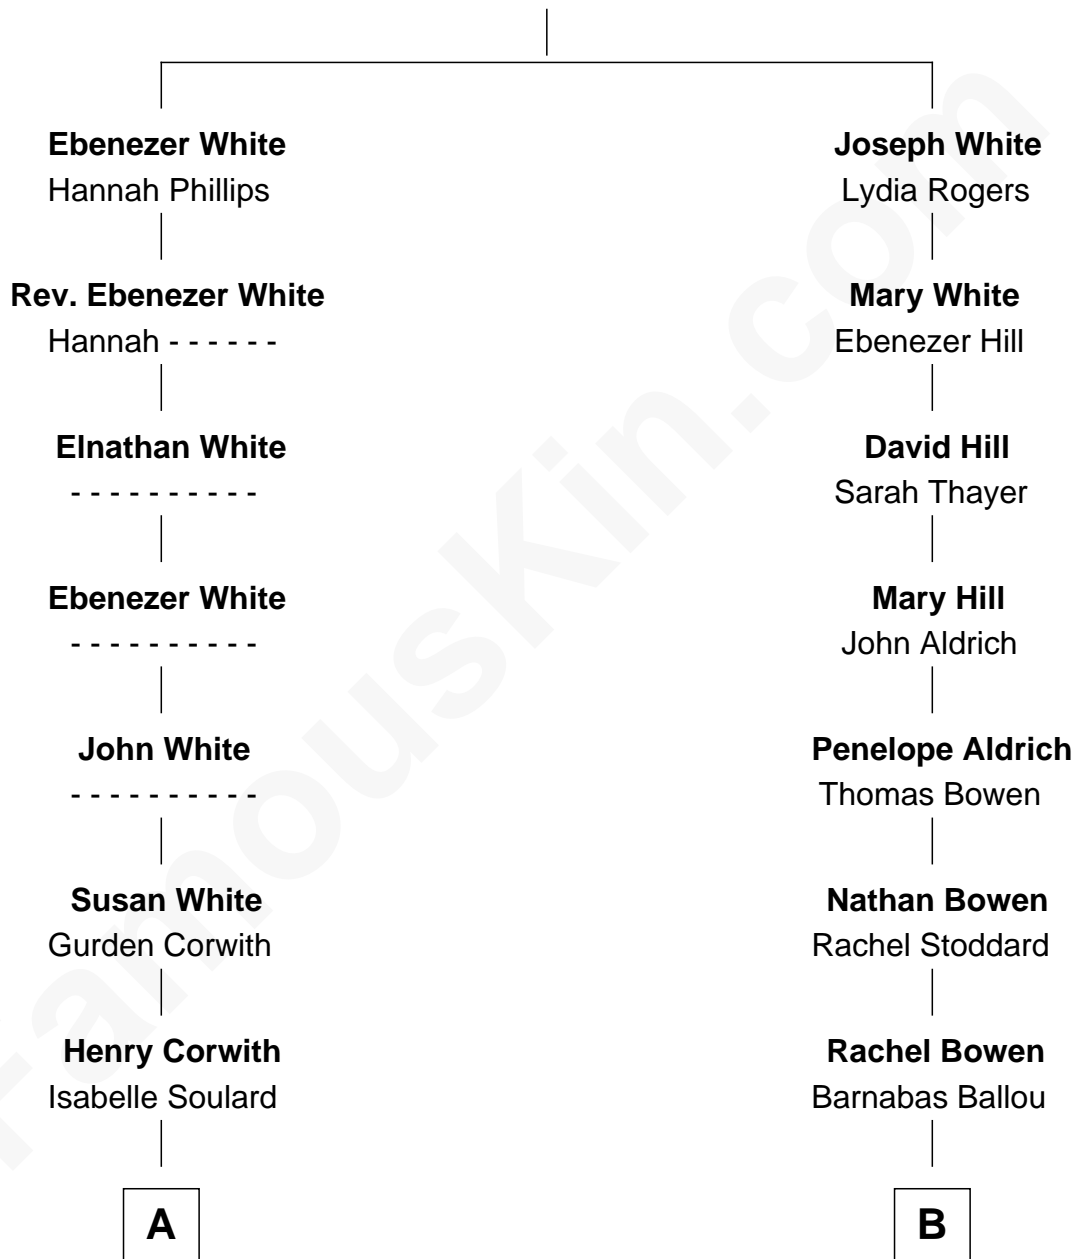 Ebenezer White
Hannah Phillips
Joseph White
Lydia Rogers
Rev. Ebenezer White
Hannah - - - - - -
Mary White
Ebenezer Hill
Elnathan White
- - - - - - - - - -
David Hill
Sarah Thayer
Ebenezer White
- - - - - - - - - -
Mary Hill
John Aldrich
John White
- - - - - - - - - -
Penelope Aldrich
Thomas Bowen
Susan White
Gurden Corwith
Nathan Bowen
Rachel Stoddard
Henry Corwith
Isabelle Soulard
Rachel Bowen
Barnabas Ballou
A
B
FamousKin.com